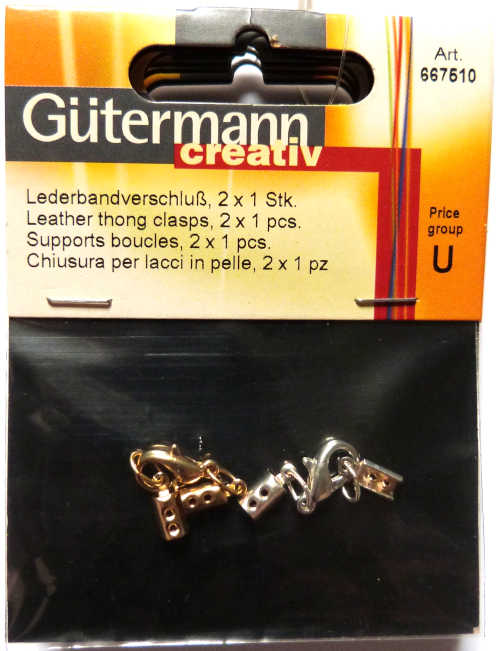 Art.
667510
Gütermann
creativ
Lederbandverschluß, 2 x 1 Stk.
Leather thong clasps, 2 x 1 pcs.
Supports boucles, 2 x 1 pcs.
Chiusura per lacci in pelle, 2 x 1 pz
Price
group
U